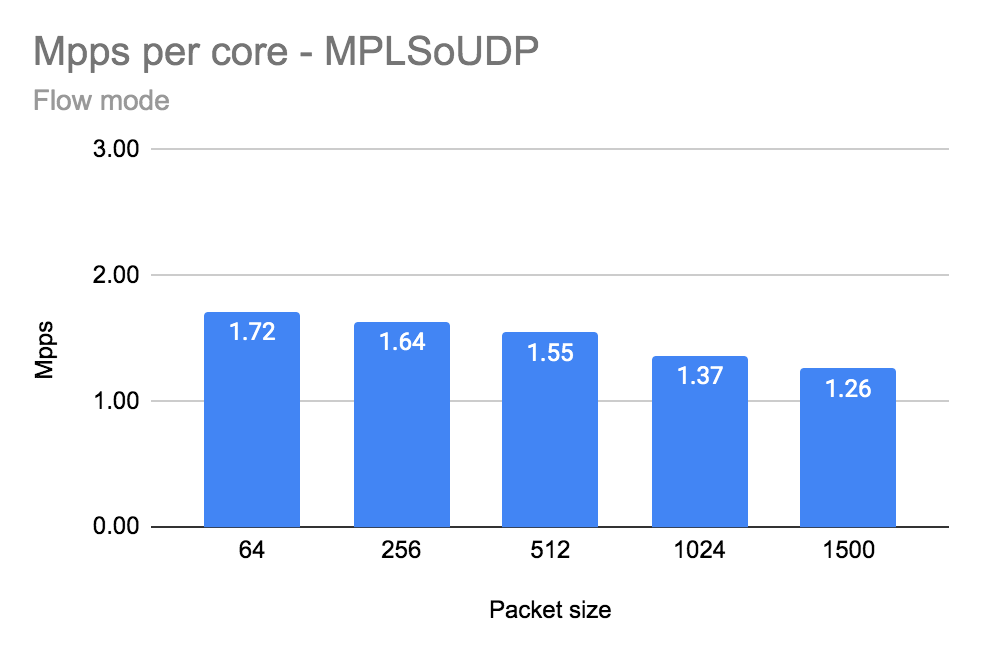 Mpps per core - MPLSoUDP
Flow mode
3.00
2.00
1.00
0.00
Mpps
1.72
1.64
1.55
1.37
1.26
64 256 512 1024 1500
Packet size